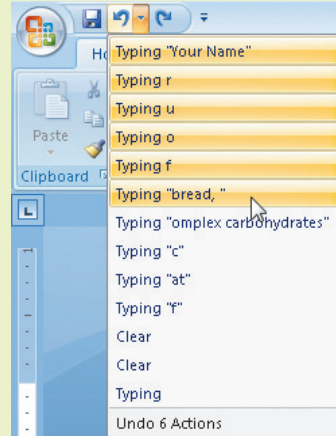 H
Typing "Your Name"
Typing r
Typing u
Typing o
Paste
Typing f
Clipboard
Typing "bread, "
L
Typing "omplex carbohydrates"
Typing "c"
Typing "at"
Typing "f"
Clear
Clear
Typing
Undo 6 Actions